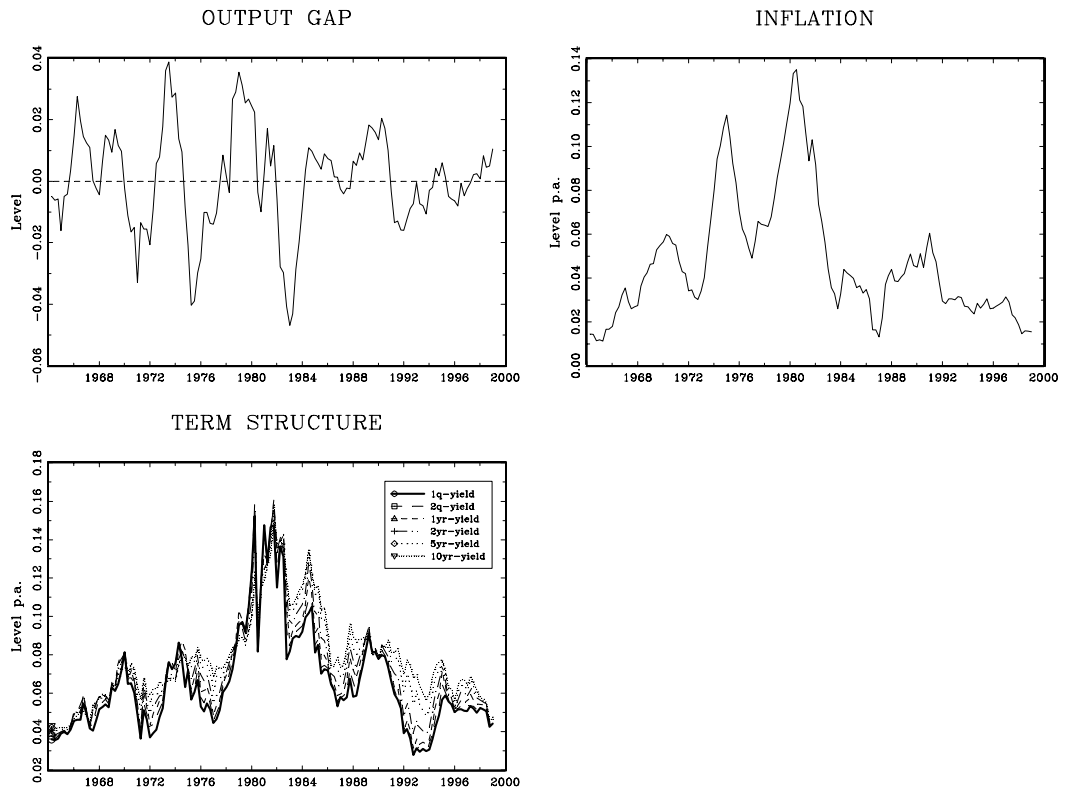 OUTPUT GAP
Level
0.04
0.02
0.00
−0.02
−0.04
−0.06
1968 1972 1976 1980 1984 1988 1992 1996 2000
INFLATION
Level p.a.
0.14
0.12
0.10
0.08
0.06
0.04
0.02
0.00
1968 1972 1976 1980 1984 1988 1992 1996 2000
TERM STRUCTURE
Level p.a.
0.18
0.16
0.14
0.12
0.10
0.08
0.06
0.04
0.02
1q-yield
2q-yield
1yr-yield
2yr-yield
5yr-yield
10yr-yield
1968 1972 1976 1980 1984 1988 1992 1996 2000